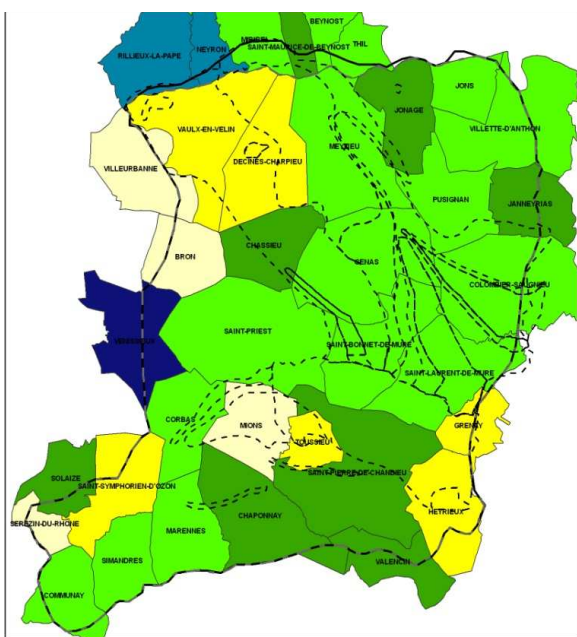 BEYNOST
MIRIBEL
RILLIEUX-LA-PAPE
NEYRON
SAINT-MAURICE-DE-BEYNOST
THIL
JONS
JONAGE
VAULX-EN-VELIN
VILLETTE-D'ANTHON
MEYZIEU
DECINES-CHARPIEU
VILLEURBANNE
PUSIGNAN
JANNEYRIAS
CHASSIEU
BRON
GENAS
COLOMBIER-SAUGNIEU
SAINT-PRIEST
VENISSIEUX
SAINT-BONNET-DE-MURE
SAINT-LAURENT-DE-MURE
CORBAS
MIONS
GRENAY
TOUSSIEU
SOLAIZE
SAINT-PIERRE-DE-CHANDIEU
SAINT-SYMPHORIEN-D'OZON
HEYRIEUX
CHAPONNAY
SEREZIN-DU-RHONE
MARENNES
SIMANDRES
VALENCIN
COMMUNAY